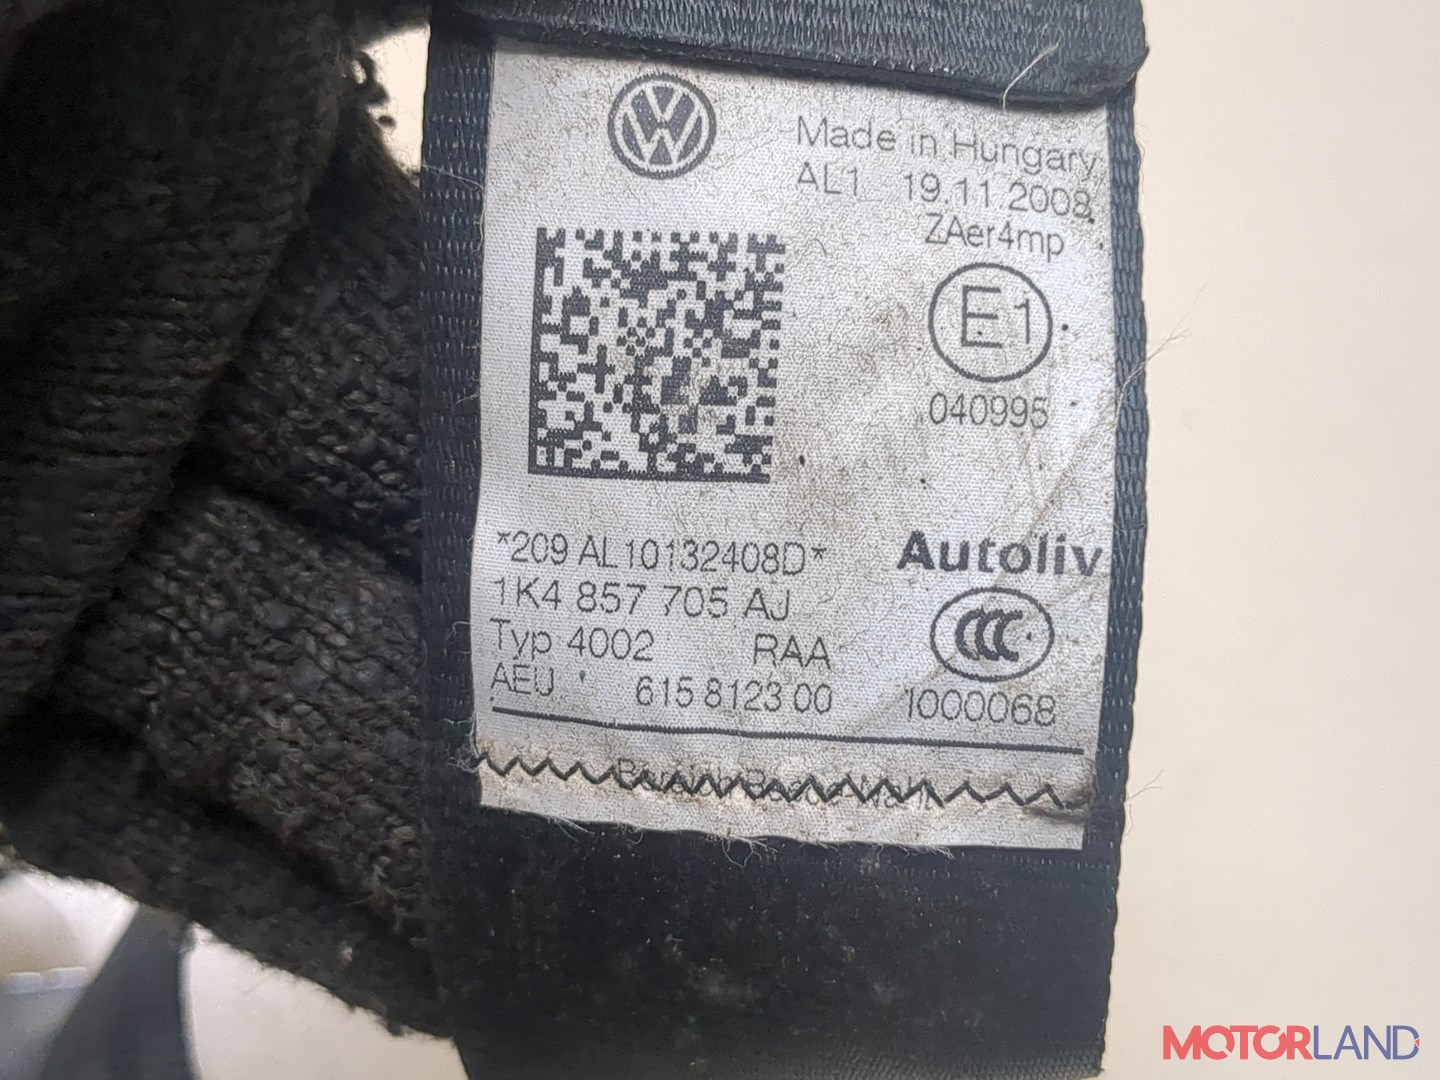 Made in Hungary
AL1 19.11.2008
ZAer4mp
E1
040995
*209 AL10132408D*
Autoliv
1K4 857 705 AJ
Typ 4002 RAA
CCC
AEU 615 8123 00
1000068
MOTORLAND